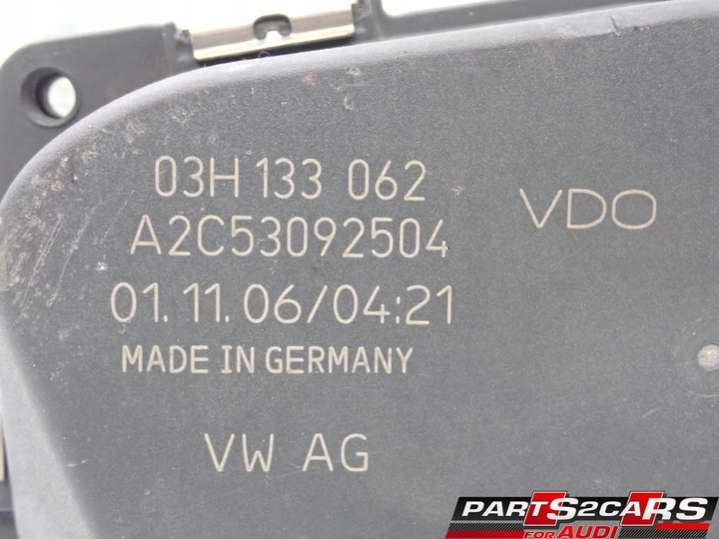 03H 133 062
VDO
A2C53092504
01.11.06/04:21
MADE IN GERMANY
VW AG
PARTS2CARS
FOR AUDI